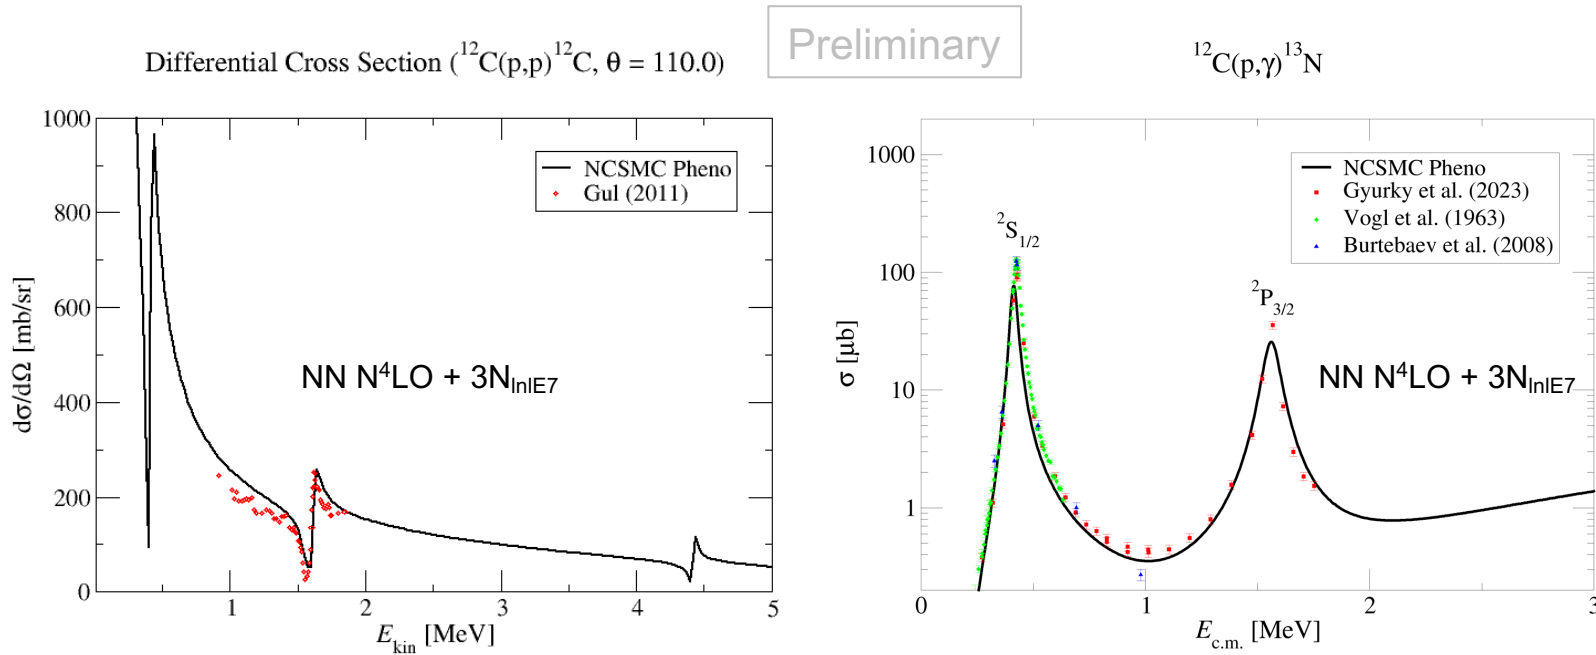 Preliminary
Differential Cross Section (¹²C(p,p)¹²C, θ = 110.0)
¹²C(p,γ)¹³N
1000
800
600
400
200
0
dσ/dΩ [mb/sr]
NCSMC Pheno
Gul (2011)
NN N⁴LO + 3N_lnlE7
1
2
3
4
5
E_kin [MeV]
1000
100
10
1
σ [μb]
NCSMC Pheno
Gyurky et al. (2023)
Vogl et al. (1963)
Burtebaev et al. (2008)
²S_1/2
²P_3/2
NN N⁴LO + 3N_lnlE7
0
1
2
3
E_c.m. [MeV]